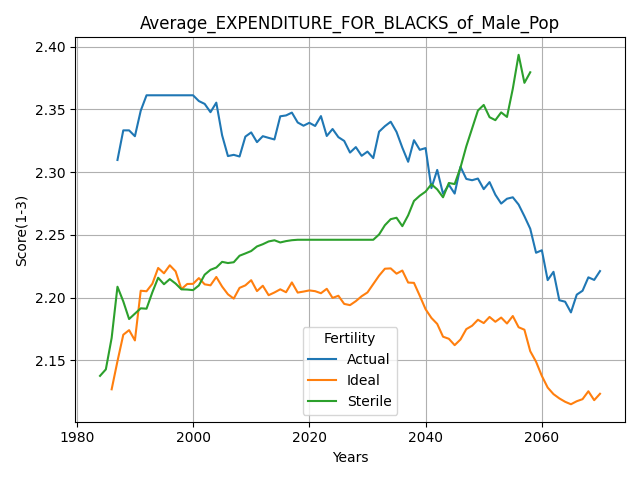 Average_EXPENDITURE_FOR_BLACKS_of_Male_Pop
2.40
2.35
2.30
2.25
2.20
2.15
Score(1-3)
Fertility
Actual
Ideal
Sterile
1980
2000
2020
2040
2060
Years